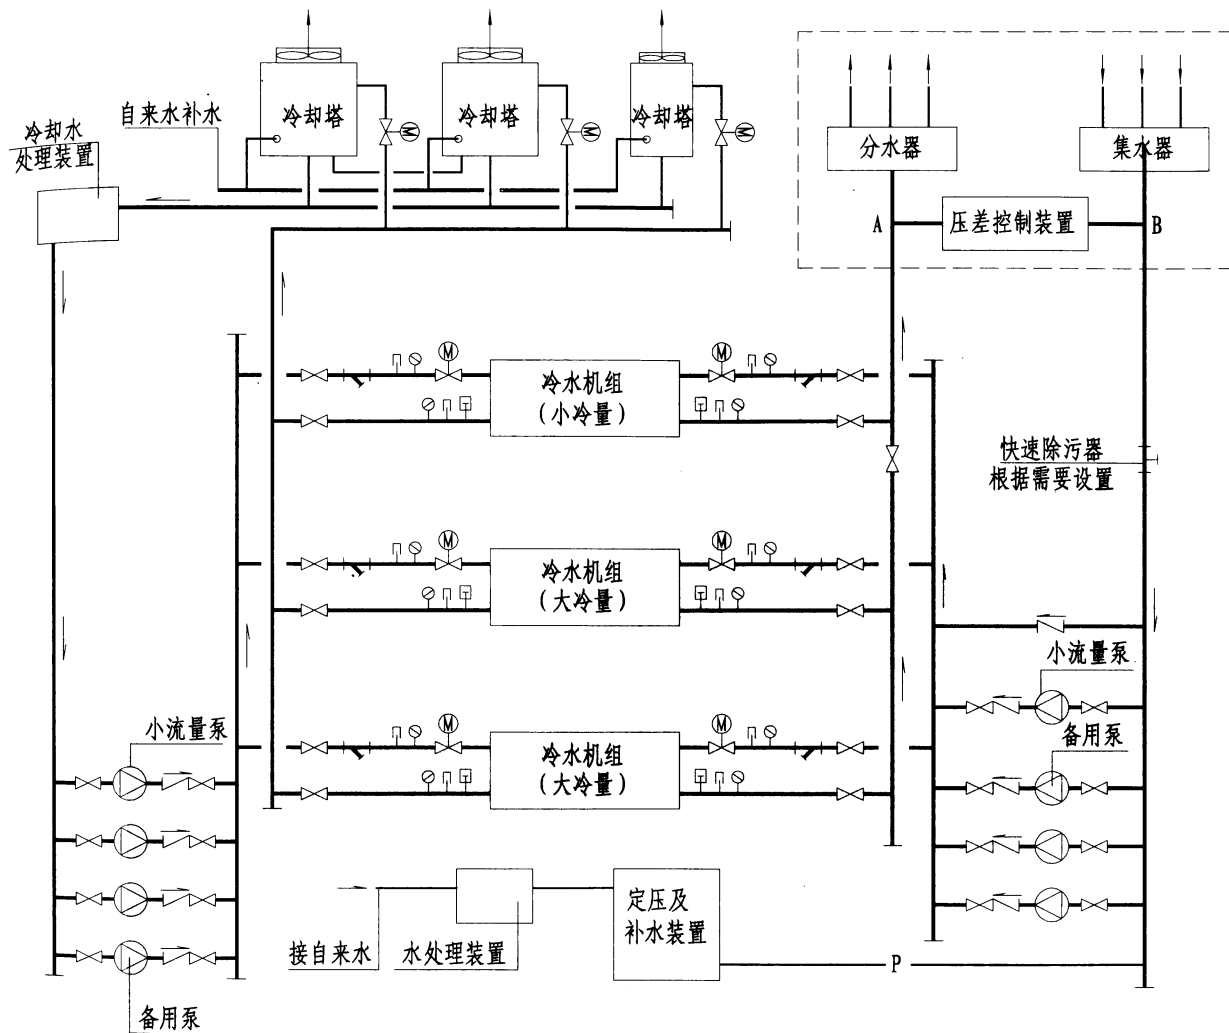 冷却塔
冷却塔
冷却塔
自来水补水
冷却水
处理装置
M
M
M
分水器
集水器
A
压差控制装置
B
M
M
冷水机组
(小冷量)
快速除污器
根据需要设置
M
M
冷水机组
(大冷量)
小流量泵
M
M
冷水机组
(大冷量)
小流量泵
备用泵
定压及
补水装置
接自来水
水处理装置
P
备用泵